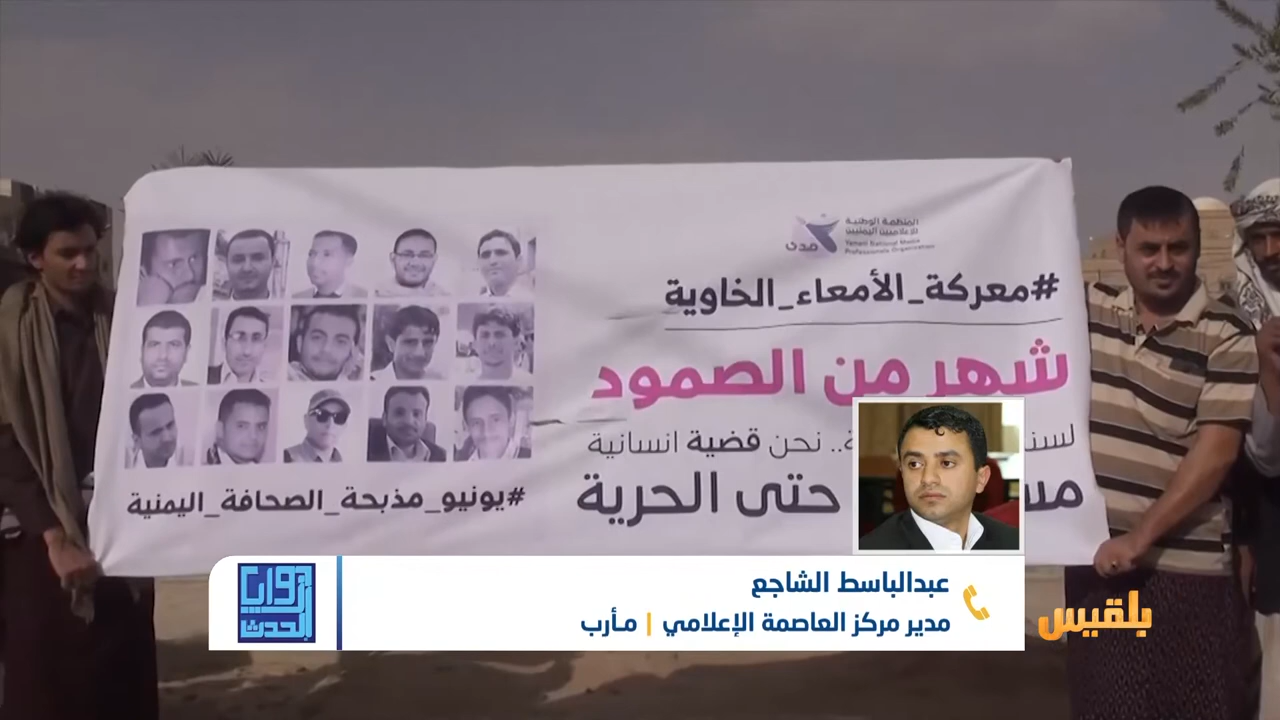 المنظمة الوطنية
للإعلاميين اليمنيين
Yemeni National Media
Professionals Organization
مدى
#معركة_الأمعاء_الخاوية
شهر من الصمود
.. نحن قضية انسانية
حتى الحرية
#يونيو_مذبحة_الصحافة_اليمنية
عبدالباسط الشاجع
مدير مركز العاصمة الإعلامي | مأرب
زوايا
الحدث
بلقيس